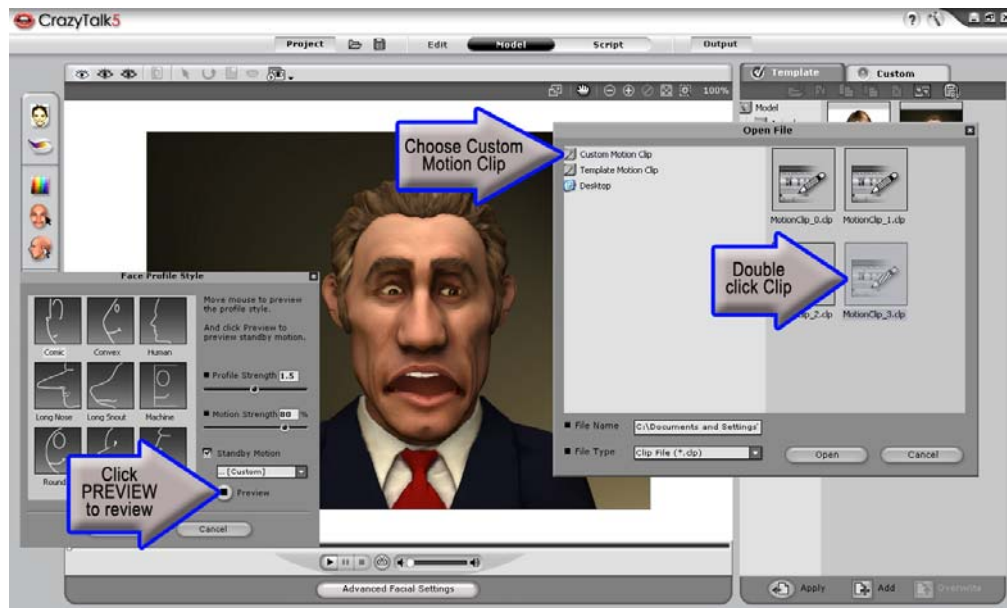 CrazyTalk5
Project
Edit
Model
Script
Output
100%
Template
Custom
Model
Open File
Choose Custom
Motion Clip
Custom Motion Clip
Template Motion Clip
Desktop
MotionClip_0.clp
MotionClip_1.clp
Double
click Clip
MotionClip_3.clp
File Name
C:\Documents and Settings\
File Type
Clip File (*.clp)
Open
Cancel
Face Profile Style
Move mouse to preview
the profile style.
And click Preview to
preview standby motion.
Comic
Convex
Human
Profile Strength 1.5
Long Nose
Long Snout
Machine
Motion Strength 80 %
Standby Motion
... [Custom]
Click
PREVIEW
to review
Preview
Cancel
Advanced Facial Settings
Apply
Add
Overwrite